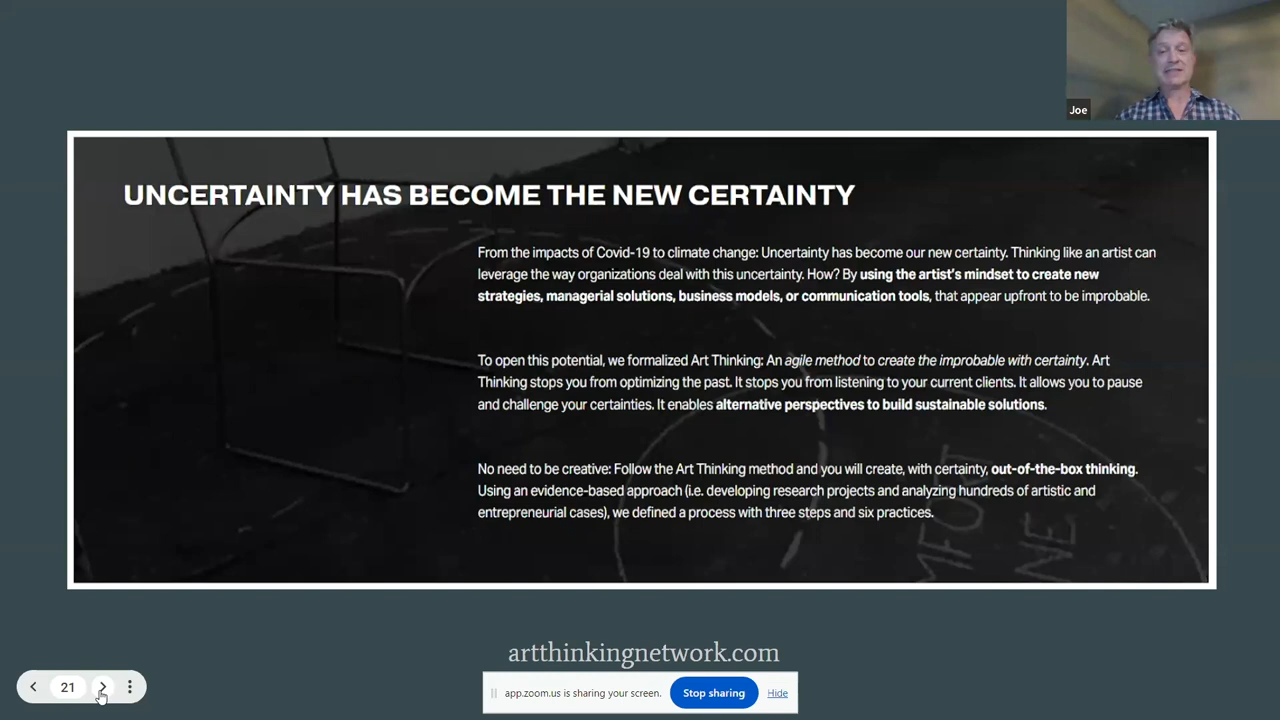 Joe
UNCERTAINTY HAS BECOME THE NEW CERTAINTY
From the impacts of Covid-19 to climate change: Uncertainty has become our new certainty. Thinking like an artist can
leverage the way organizations deal with this uncertainty. How? By using the artist's mindset to create new
strategies, managerial solutions, business models, or communication tools, that appear upfront to be improbable.
To open this potential, we formalized Art Thinking: An agile method to create the improbable with certainty. Art
Thinking stops you from optimizing the past. It stops you from listening to your current clients. It allows you to pause
and challenge your certainties. It enables alternative perspectives to build sustainable solutions.
No need to be creative: Follow the Art Thinking method and you will create, with certainty, out-of-the-box thinking.
Using an evidence-based approach (i.e. developing research projects and analyzing hundreds of artistic and
entrepreneurial cases), we defined a process with three steps and six practices.
MFORT
NE
artthinkingnetwork.com
21
app.zoom.us is sharing your screen.
Stop sharing
Hide